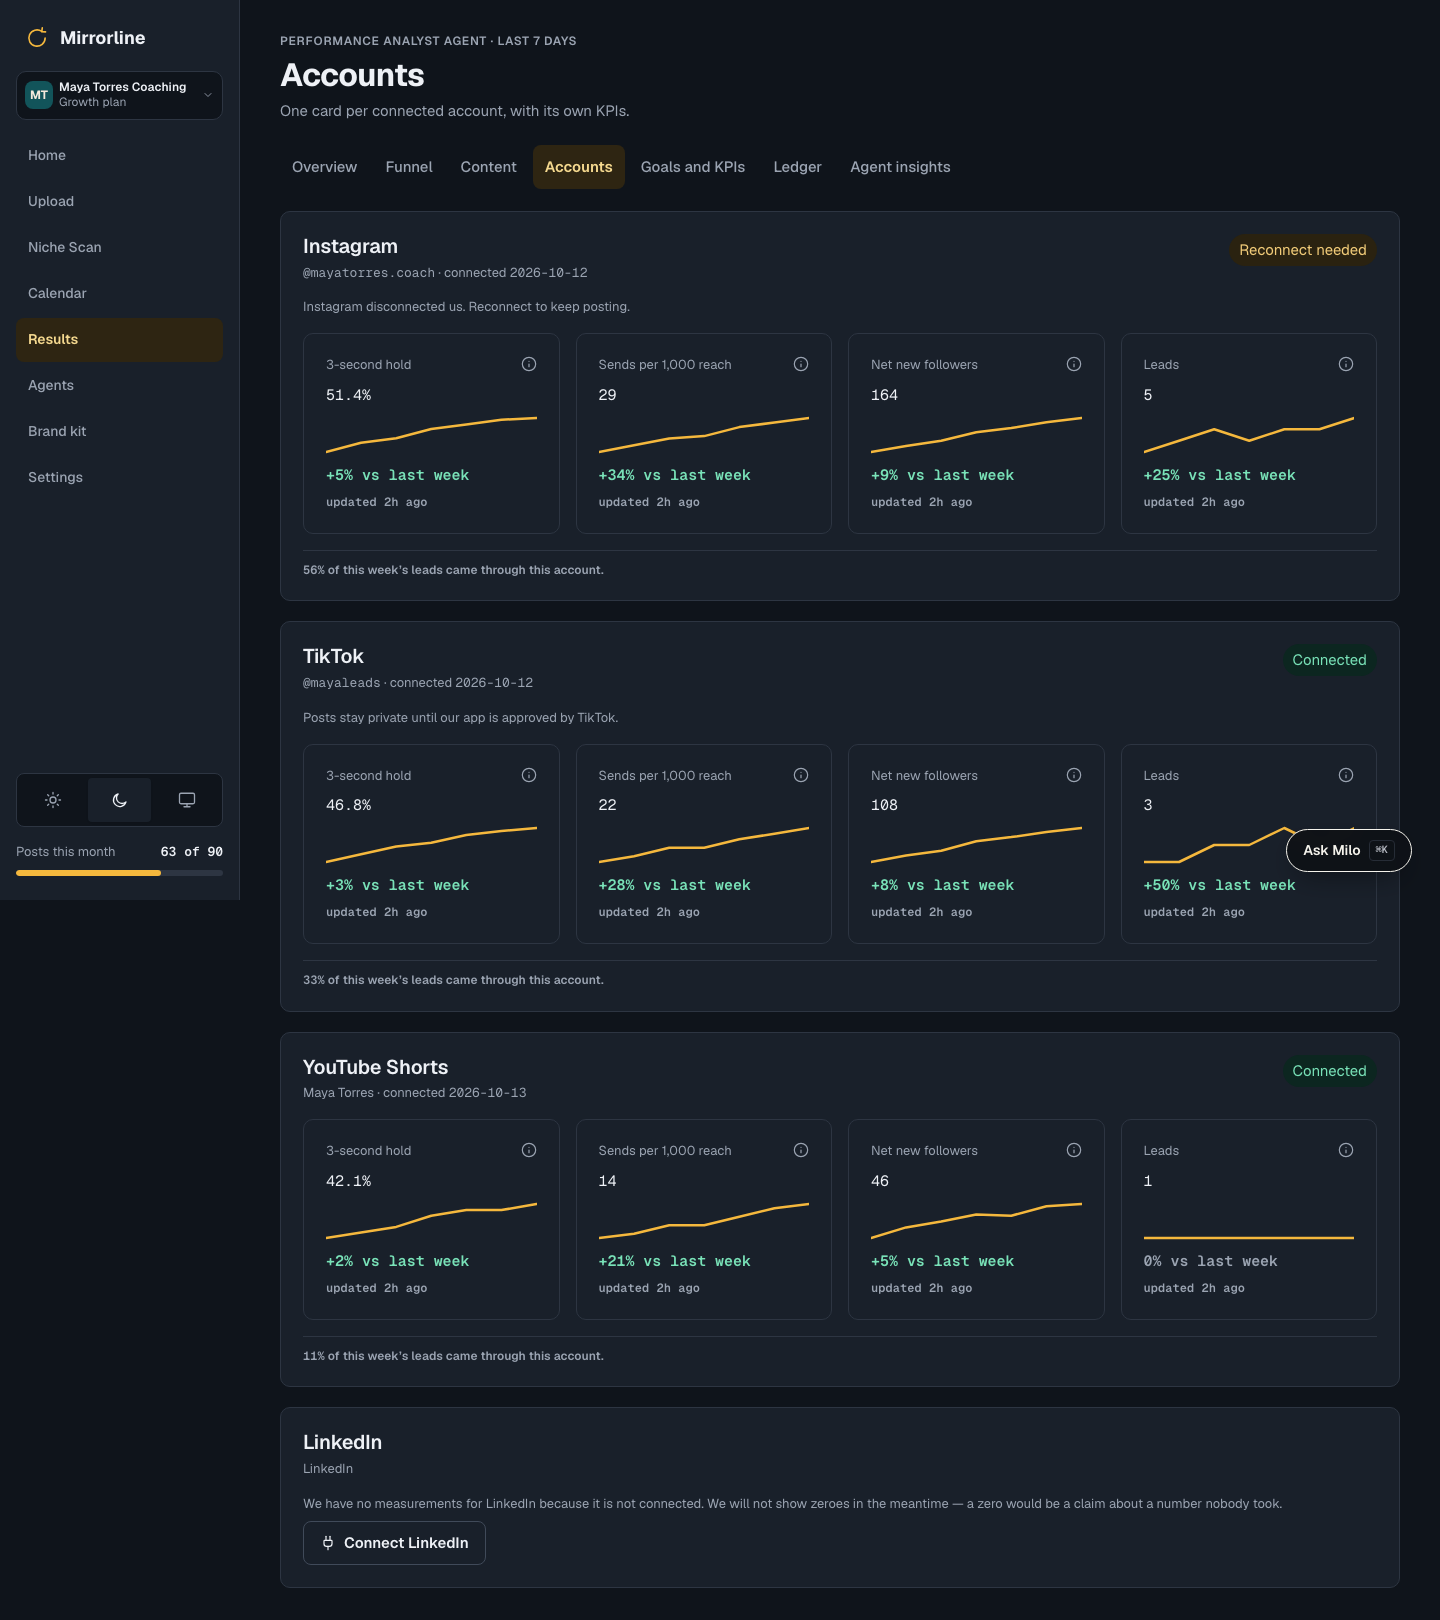 Mirrorline
MT
Maya Torres Coaching
Growth plan
Home
Upload
Niche Scan
Calendar
Results
Agents
Brand kit
Settings
Posts this month
63 of 90
PERFORMANCE ANALYST AGENT · LAST 7 DAYS
Accounts
One card per connected account, with its own KPIs.
Overview
Funnel
Content
Accounts
Goals and KPIs
Ledger
Agent insights
Instagram
Reconnect needed
@mayatorres.coach · connected 2026-10-12
Instagram disconnected us. Reconnect to keep posting.
3-second hold
51.4%
+5% vs last week
updated 2h ago
Sends per 1,000 reach
29
+34% vs last week
updated 2h ago
Net new followers
164
+9% vs last week
updated 2h ago
Leads
5
+25% vs last week
updated 2h ago
56% of this week's leads came through this account.
TikTok
Connected
@mayaleads · connected 2026-10-12
Posts stay private until our app is approved by TikTok.
3-second hold
46.8%
+3% vs last week
updated 2h ago
Sends per 1,000 reach
22
+28% vs last week
updated 2h ago
Net new followers
108
+8% vs last week
updated 2h ago
Leads
3
+50% vs last week
updated 2h ago
Ask Milo ⌘K
33% of this week's leads came through this account.
YouTube Shorts
Connected
Maya Torres · connected 2026-10-13
3-second hold
42.1%
+2% vs last week
updated 2h ago
Sends per 1,000 reach
14
+21% vs last week
updated 2h ago
Net new followers
46
+5% vs last week
updated 2h ago
Leads
1
0% vs last week
updated 2h ago
11% of this week's leads came through this account.
LinkedIn
LinkedIn
We have no measurements for LinkedIn because it is not connected. We will not show zeroes in the meantime — a zero would be a claim about a number nobody took.
Connect LinkedIn